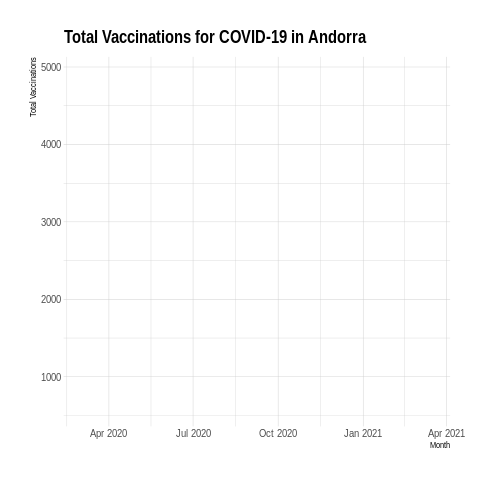 Total Vaccinations for COVID-19 in Andorra
Total Vaccinations
5000
4000
3000
2000
1000
Apr 2020
Jul 2020
Oct 2020
Jan 2021
Apr 2021
Month